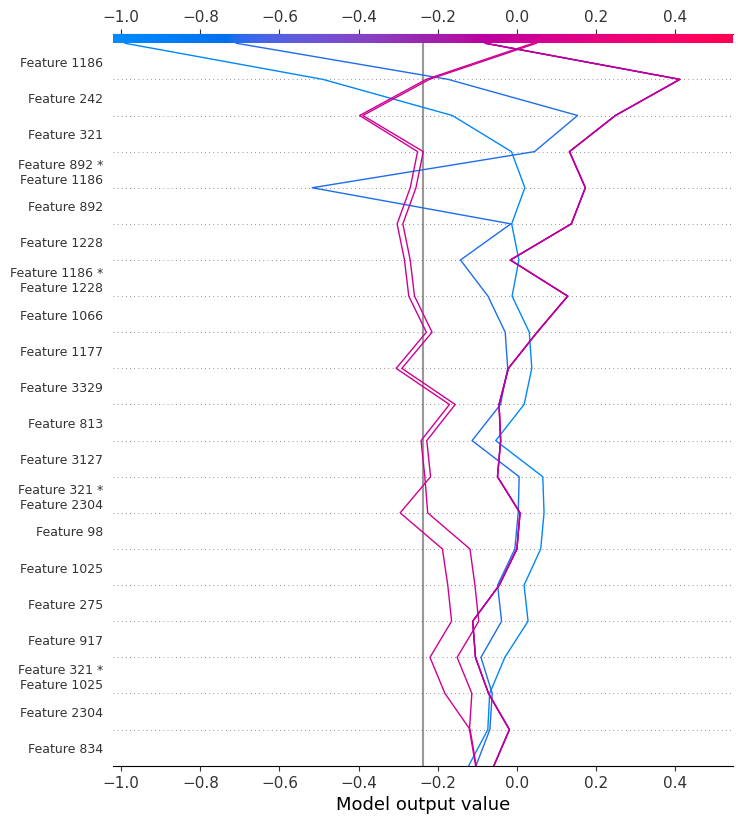 −1.0 −0.8 −0.6 −0.4 −0.2 0.0 0.2 0.4
Feature 1186
Feature 242
Feature 321
Feature 892 *
Feature 1186
Feature 892
Feature 1228
Feature 1186 *
Feature 1228
Feature 1066
Feature 1177
Feature 3329
Feature 813
Feature 3127
Feature 321 *
Feature 2304
Feature 98
Feature 1025
Feature 275
Feature 917
Feature 321 *
Feature 1025
Feature 2304
Feature 834
−1.0 −0.8 −0.6 −0.4 −0.2 0.0 0.2 0.4
Model output value